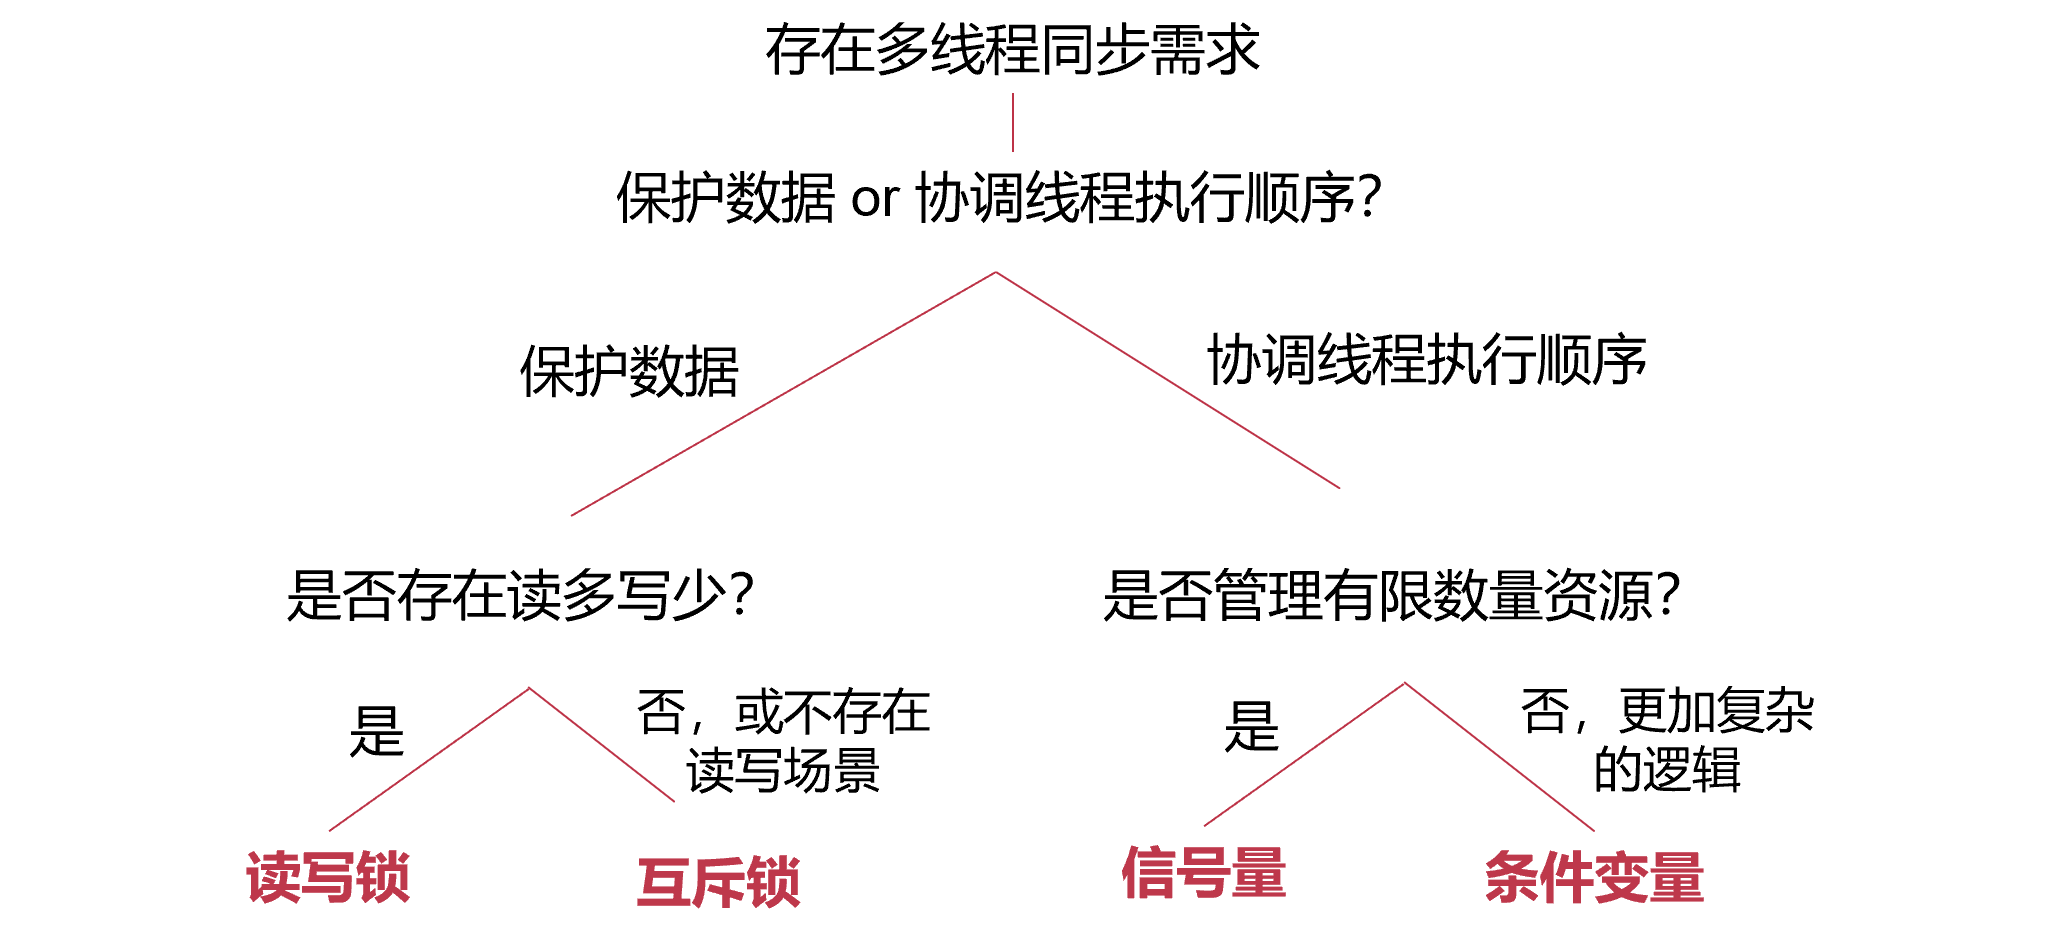 存在多线程同步需求
保护数据 or 协调线程执行顺序？
保护数据
协调线程执行顺序
是否存在读多写少？
是否管理有限数量资源？
是
否，或不存在
读写场景
是
否，更加复杂
的逻辑
读写锁
互斥锁
信号量
条件变量